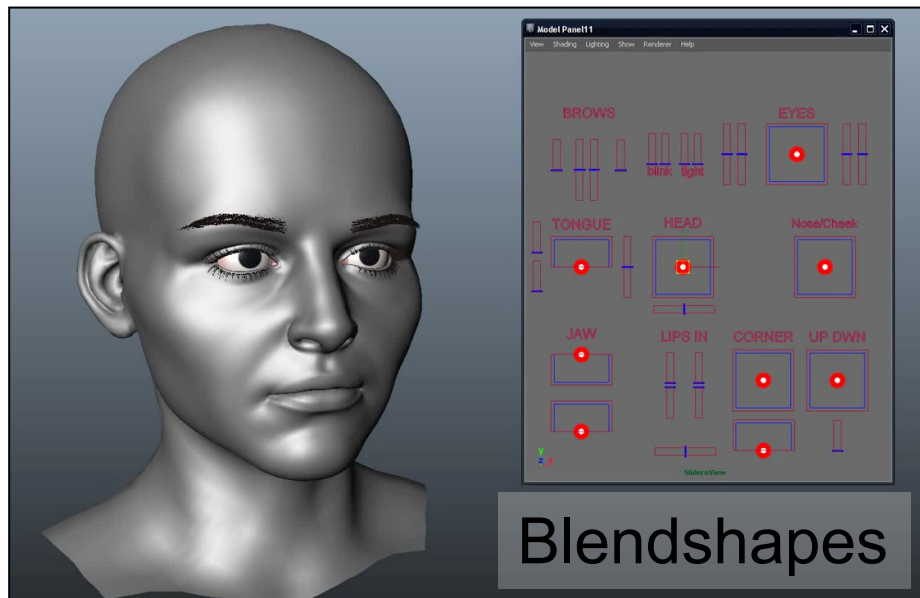 Model Panel11
View Shading Lighting Show Renderer Help
BROWS
EYES
blink tight
TONGUE
HEAD
Nose/Cheek
JAW
LIPS IN
CORNER
UP DWN
y
z x
SlidersView
Blendshapes